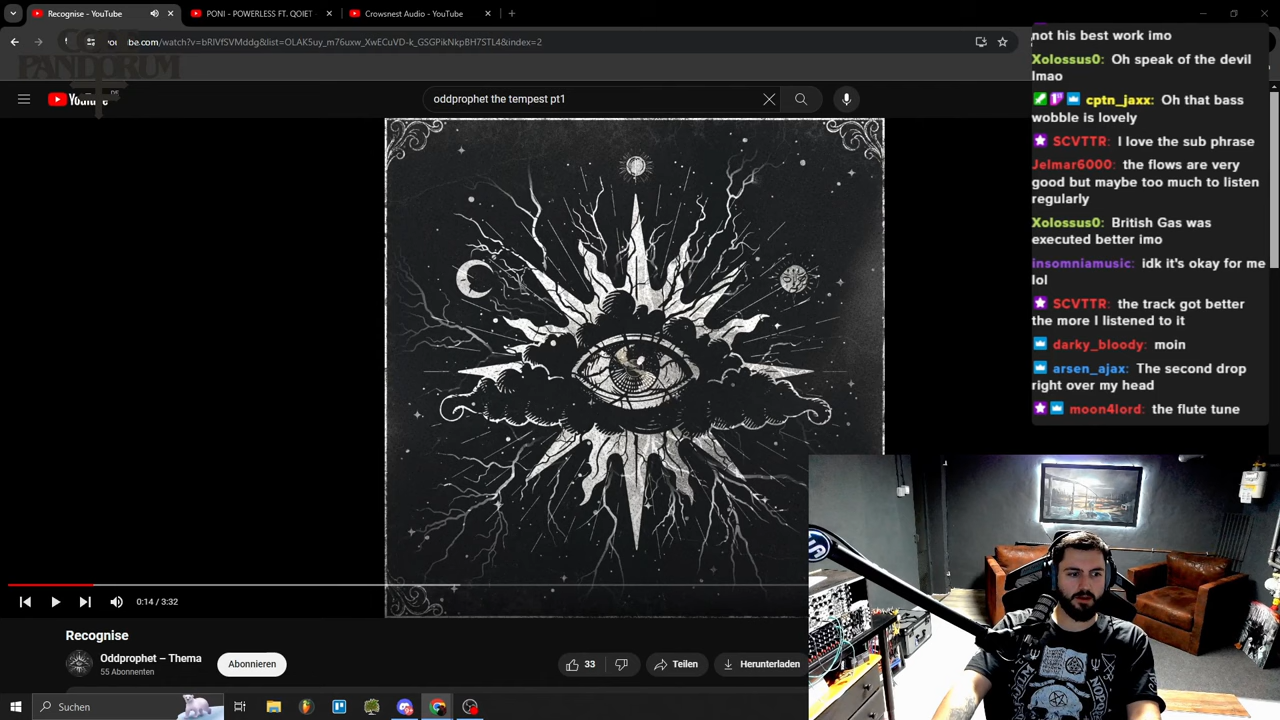 Recognise - YouTube
PONI - POWERLESS FT. QOIET -
Crowsnest Audio - YouTube
be.com/watch?v=bRlVfSVMddg&list=OLAK5uy_m76uxw_XwECuVD-k_GSGPikNkpBH7STL4&index=2
PANDORUM
DE
oddprophet the tempest pt1
not his best work imo
Xolossus0: Oh speak of the devil
lmao
cptn_jaxx: Oh that bass
wobble is lovely
SCVTTR: I love the sub phrase
Jelmar6000: the flows are very
good but maybe too much to listen
regularly
Xolossus0: British Gas was
executed better imo
insomniamusic: idk it's okay for me
lol
SCVTTR: the track got better
the more I listened to it
darky_bloody: moin
arsen_ajax: The second drop
right over my head
moon4lord: the flute tune
0:14 / 3:32
Recognise
Oddprophet – Thema
55 Abonnenten
Abonnieren
33
Teilen
Herunterladen
Suchen